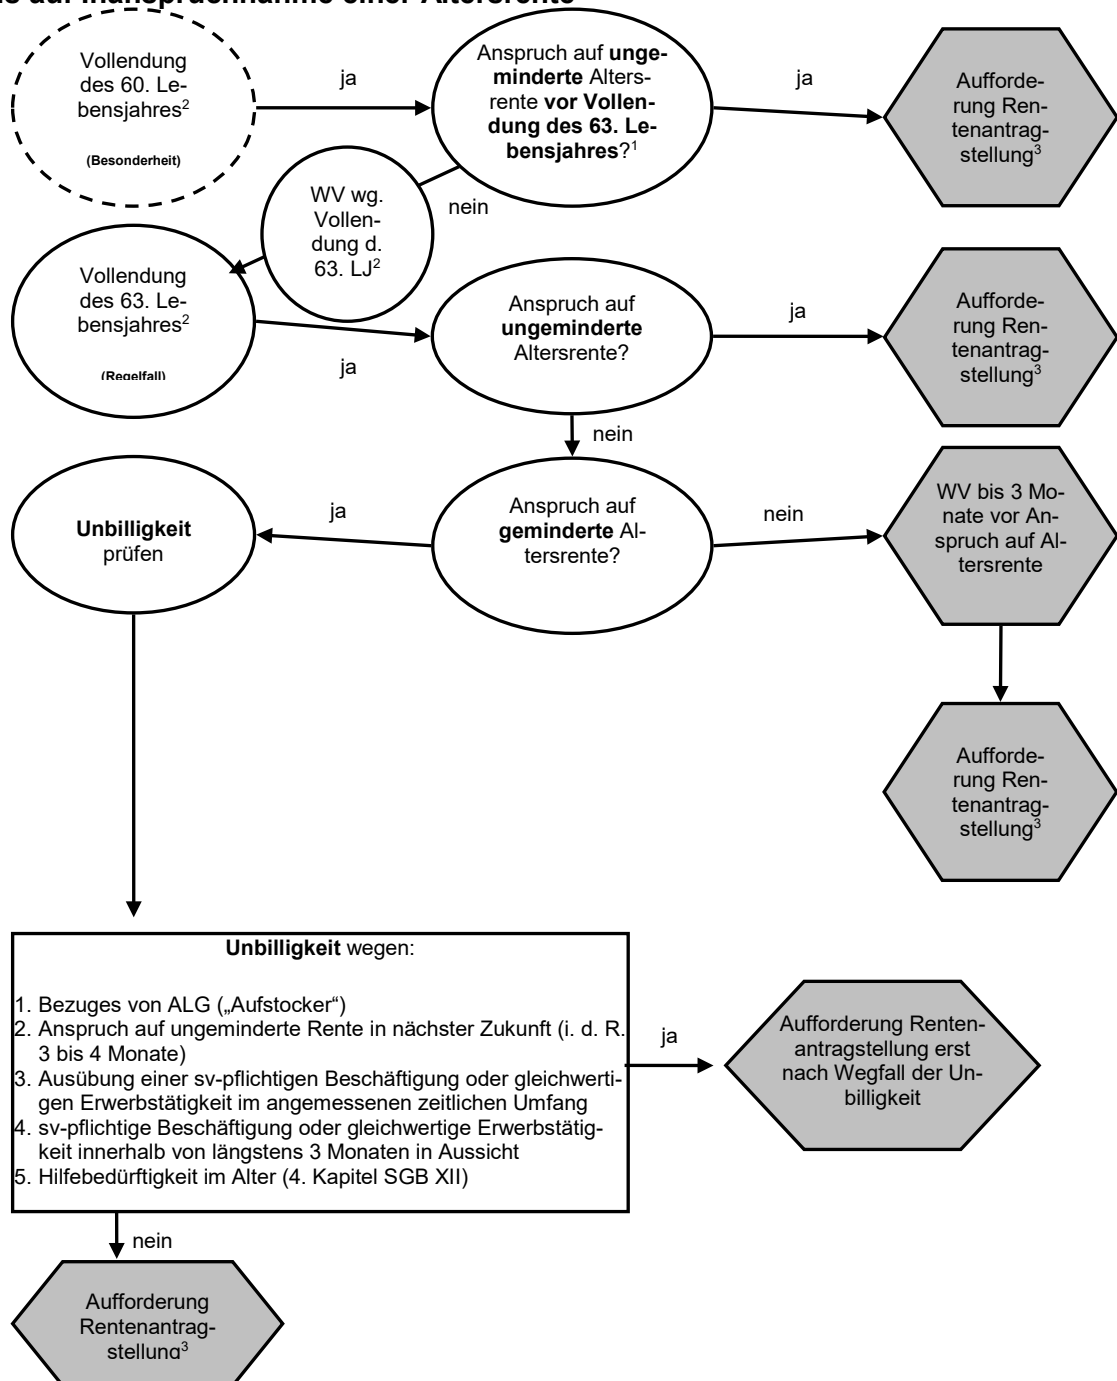 auf Inanspruchnahme einer Altersrente
Vollendung
des 60. Le-
bensjahres²
(Besonderheit)
ja
Anspruch auf unge-
minderte Alters-
rente vor Vollen-
dung des 63. Le-
bensjahres?¹
ja
Aufforde-
rung Ren-
tenantrag-
stellung³
nein
WV wg.
Vollen-
dung d.
63. LJ²
Vollendung
des 63. Le-
bensjahres²
(Regelfall)
ja
Anspruch auf
ungeminderte
Altersrente?
ja
Aufforde-
rung Ren-
tenantrag-
stellung³
nein
Anspruch auf
geminderte Al-
tersrente?
ja
Unbilligkeit
prüfen
nein
WV bis 3 Mo-
nate vor An-
spruch auf Al-
tersrente
Aufforde-
rung Ren-
tenantrag-
stellung³
Unbilligkeit wegen:
1. Bezuges von ALG („Aufstocker“)
2. Anspruch auf ungeminderte Rente in nächster Zukunft (i. d. R.
3 bis 4 Monate)
3. Ausübung einer sv-pflichtigen Beschäftigung oder gleichwerti-
gen Erwerbstätigkeit im angemessenen zeitlichen Umfang
4. sv-pflichtige Beschäftigung oder gleichwertige Erwerbstätig-
keit innerhalb von längstens 3 Monaten in Aussicht
5. Hilfebedürftigkeit im Alter (4. Kapitel SGB XII)
ja
Aufforderung Renten-
antragstellung erst
nach Wegfall der Un-
billigkeit
nein
Aufforderung
Rentenantrag-
stellung³